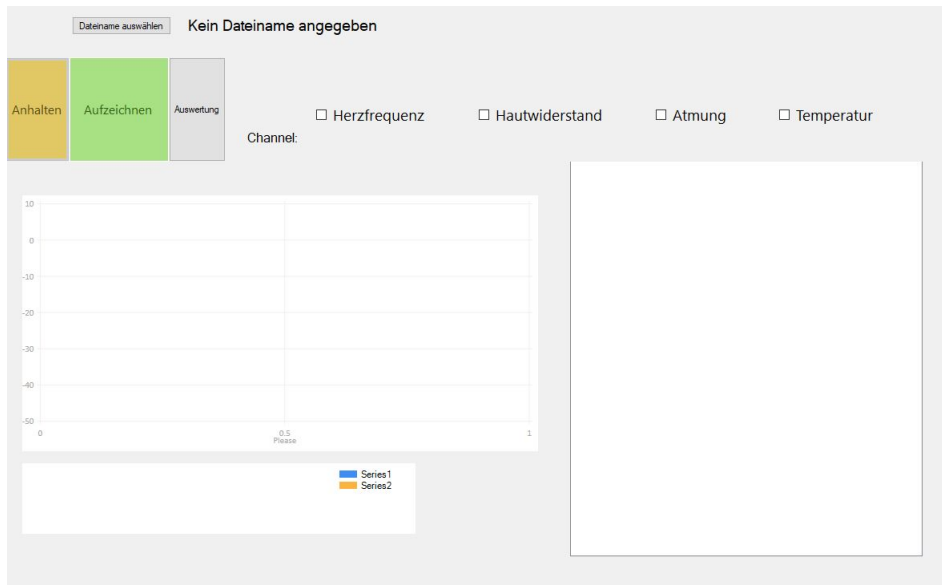 Dateiname auswählen Kein Dateiname angegeben
Anhalten Aufzeichnen Auswertung
Herzfrequenz Hautwiderstand Atmung Temperatur
Channel:
10
0
-10
-20
-30
-40
-50
0 0.5 1
Please
Series1
Series2